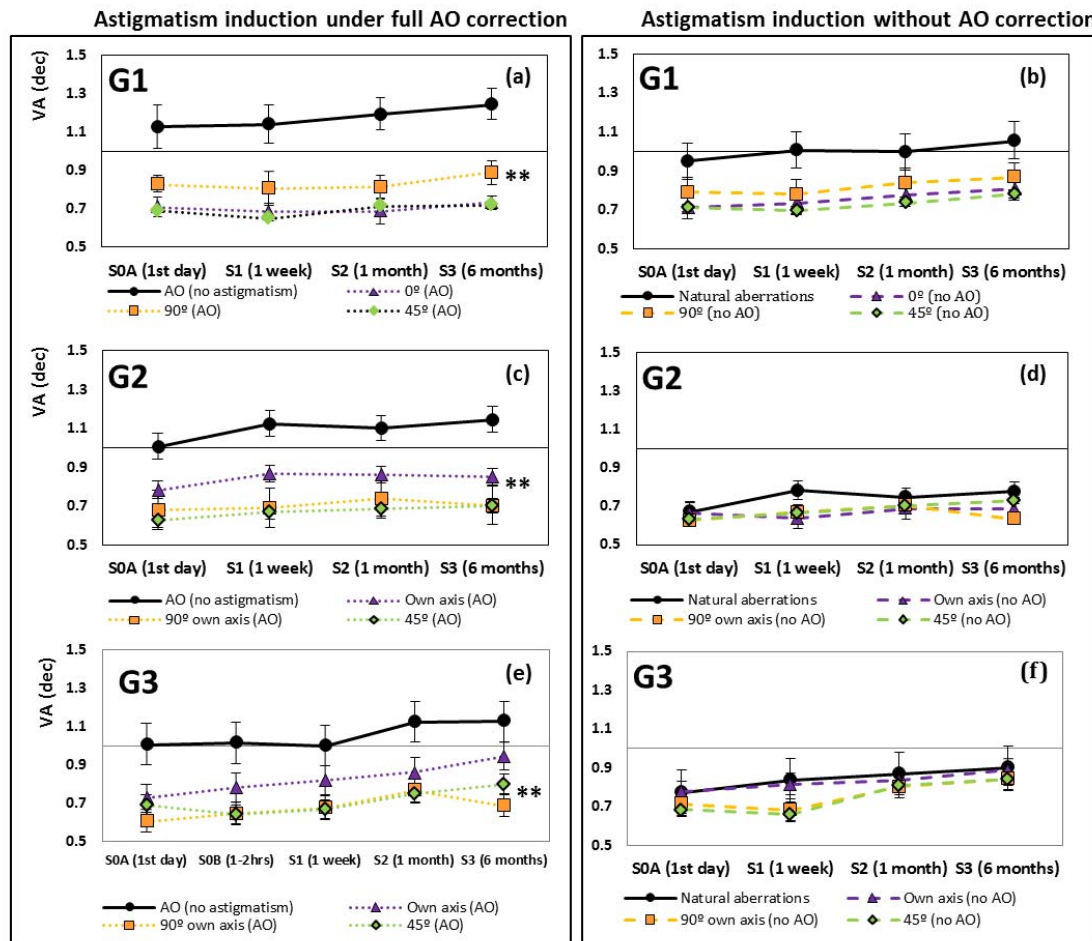 Astigmatism induction under full AO correction
Astigmatism induction without AO correction
G1
(a)
VA (dec)
1.5
1.3
1.1
0.9
0.7
0.5
**
S0A (1st day) S1 (1 week) S2 (1 month) S3 (6 months)
AO (no astigmatism) 0º (AO)
90º (AO) 45º (AO)
G1
(b)
1.5
1.3
1.1
0.9
0.7
0.5
S0A (1st day) S1 (1 week) S2 (1 month) S3 (6 months)
Natural aberrations 0º (no AO)
90º (no AO) 45º (no AO)
G2
(c)
VA (dec)
1.5
1.3
1.1
0.9
0.7
0.5
**
S0A (1st day) S1 (1 week) S2 (1 month) S3 (6 months)
AO (no astigmatism) Own axis (AO)
90º own axis (AO) 45º (AO)
G2
(d)
1.5
1.3
1.1
0.9
0.7
0.5
S0A (1st day) S1 (1 week) S2 (1 month) S3 (6 months)
Natural aberrations Own axis (no AO)
90º own axis (no AO) 45º (no AO)
G3
(e)
VA (dec)
1.5
1.3
1.1
0.9
0.7
0.5
**
S0A (1st day) S0B (1-2hrs) S1 (1 week) S2 (1 month) S3 (6 months)
AO (no astigmatism) Own axis (AO)
90º own axis (AO) 45º (AO)
G3
(f)
1.5
1.3
1.1
0.9
0.7
0.5
S0A (1st day) S1 (1 week) S2 (1 month) S3 (6 months)
Natural aberrations Own axis (no AO)
90º own axis (no AO) 45º (no AO)